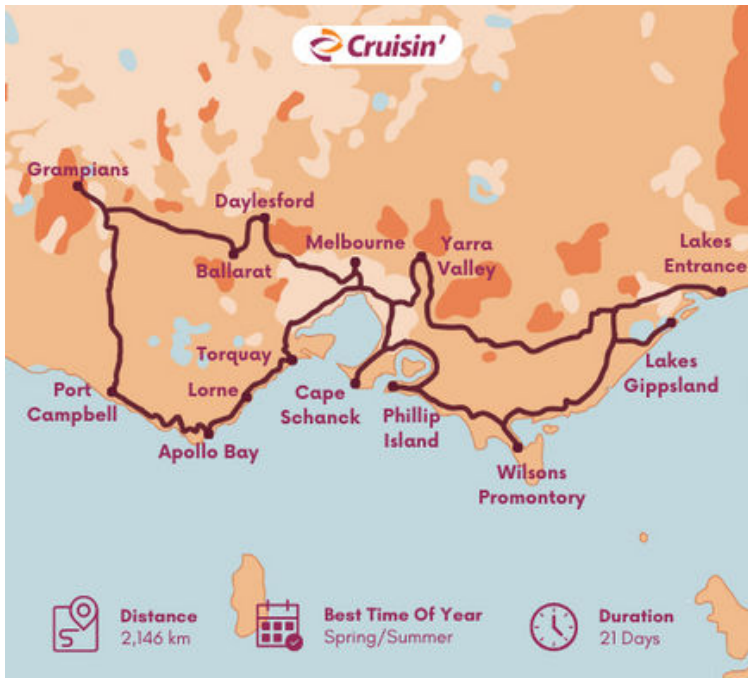 Cruisin'
Grampians
Daylesford
Melbourne
Yarra
Valley
Lakes
Entrance
Ballarat
Torquay
Lorne
Port
Campbell
Apollo Bay
Cape
Schanck
Phillip
Island
Lakes
Gippsland
Wilsons
Promontory
Distance
2,146 km
Best Time Of Year
Spring/Summer
Duration
21 Days